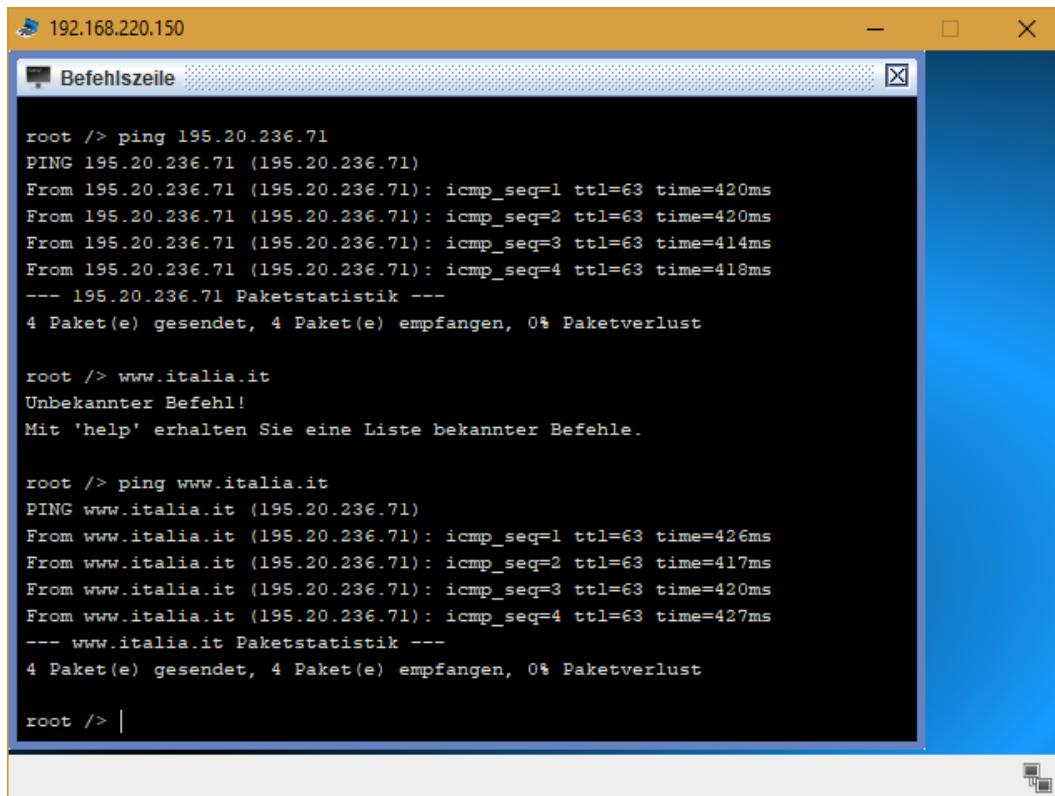 192.168.220.150
Befehlszeile
root /> ping 195.20.236.71
PING 195.20.236.71 (195.20.236.71)
From 195.20.236.71 (195.20.236.71): icmp_seq=1 ttl=63 time=420ms
From 195.20.236.71 (195.20.236.71): icmp_seq=2 ttl=63 time=420ms
From 195.20.236.71 (195.20.236.71): icmp_seq=3 ttl=63 time=414ms
From 195.20.236.71 (195.20.236.71): icmp_seq=4 ttl=63 time=418ms
--- 195.20.236.71 Paketstatistik ---
4 Paket(e) gesendet, 4 Paket(e) empfangen, 0% Paketverlust
root /> www.italia.it
Unbekannter Befehl!
Mit 'help' erhalten Sie eine Liste bekannter Befehle.
root /> ping www.italia.it
PING www.italia.it (195.20.236.71)
From www.italia.it (195.20.236.71): icmp_seq=1 ttl=63 time=426ms
From www.italia.it (195.20.236.71): icmp_seq=2 ttl=63 time=417ms
From www.italia.it (195.20.236.71): icmp_seq=3 ttl=63 time=420ms
From www.italia.it (195.20.236.71): icmp_seq=4 ttl=63 time=427ms
--- www.italia.it Paketstatistik ---
4 Paket(e) gesendet, 4 Paket(e) empfangen, 0% Paketverlust
root />